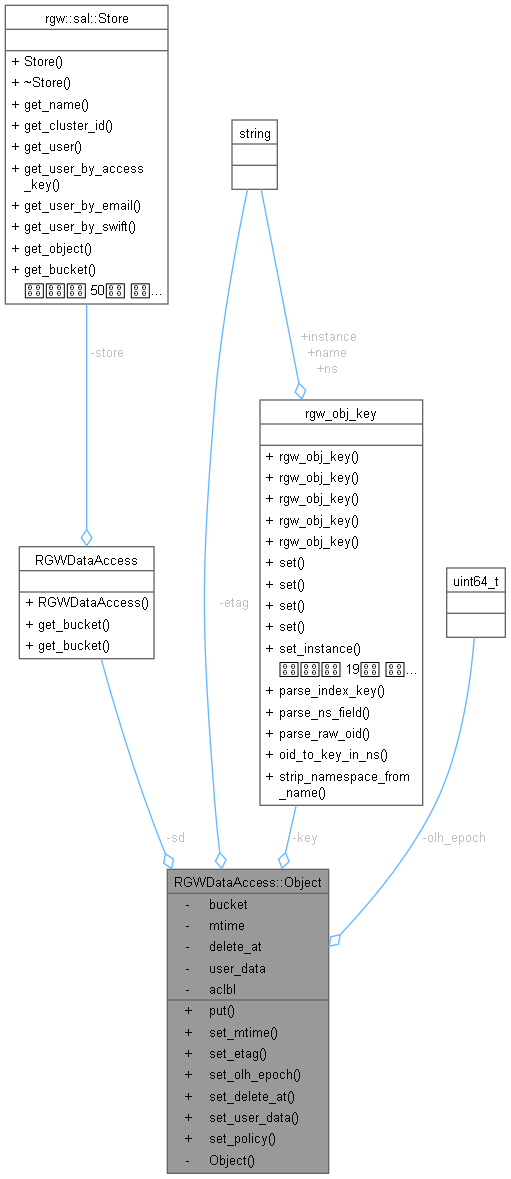 rgw::sal::Store
+ Store()
+ ~Store()
+ get_name()
+ get_cluster_id()
+ get_user()
+ get_user_by_access
_key()
+ get_user_by_email()
+ get_user_by_swift()
+ get_object()
+ get_bucket()
50
...
string
-store
+instance
+name
+ns
rgw_obj_key
+ rgw_obj_key()
+ rgw_obj_key()
+ rgw_obj_key()
+ rgw_obj_key()
+ rgw_obj_key()
+ set()
+ set()
+ set()
+ set()
+ set_instance()
19
...
+ parse_index_key()
+ parse_ns_field()
+ parse_raw_oid()
+ oid_to_key_in_ns()
+ strip_namespace_from
_name()
RGWDataAccess
+ RGWDataAccess()
+ get_bucket()
+ get_bucket()
uint64_t
-etag
-sd
-key
-olh_epoch
RGWDataAccess::Object
- bucket
- mtime
- delete_at
- user_data
- aclbl
+ put()
+ set_mtime()
+ set_etag()
+ set_olh_epoch()
+ set_delete_at()
+ set_user_data()
+ set_policy()
- Object()